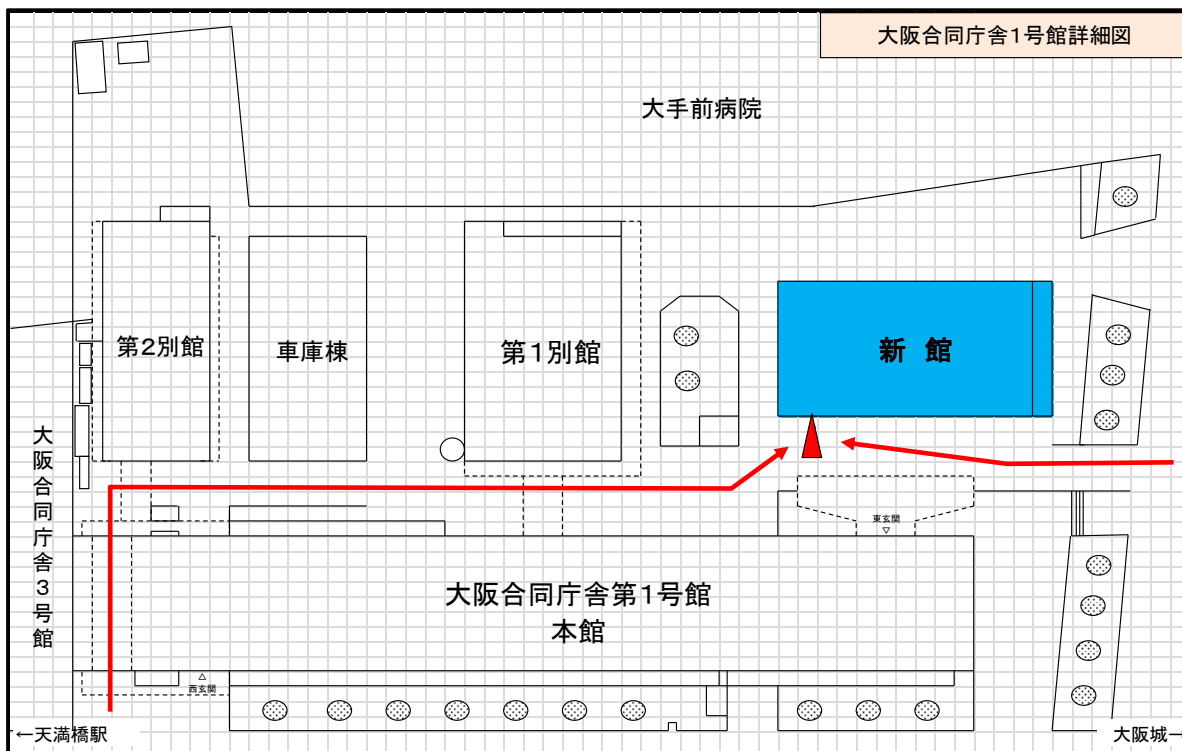 大阪合同庁舎1号館詳細図
大手前病院
第2別館
車庫棟
第1別館
新 館
大阪合同庁舎3号館
東玄関
▽
大阪合同庁舎第1号館
本館
△
西玄関
←天満橋駅
大阪城→